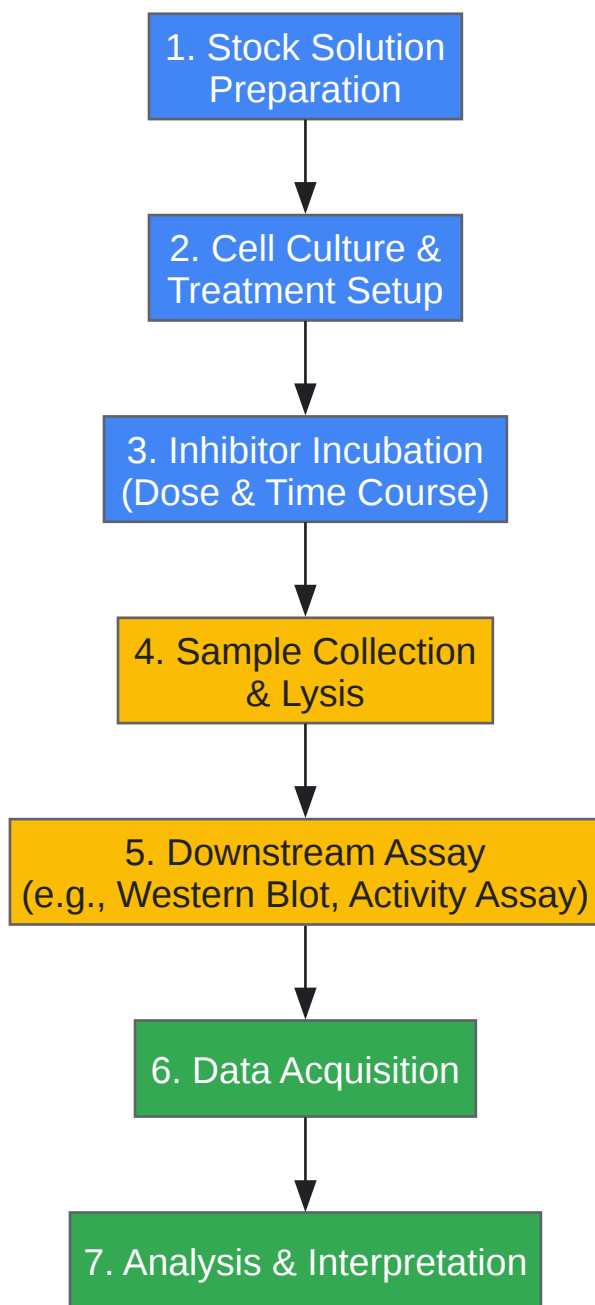 1. Stock Solution
Preparation
2. Cell Culture &
Treatment Setup
3. Inhibitor Incubation
(Dose & Time Course)
4. Sample Collection
& Lysis
5. Downstream Assay
(e.g., Western Blot, Activity Assay)
6. Data Acquisition
7. Analysis & Interpretation